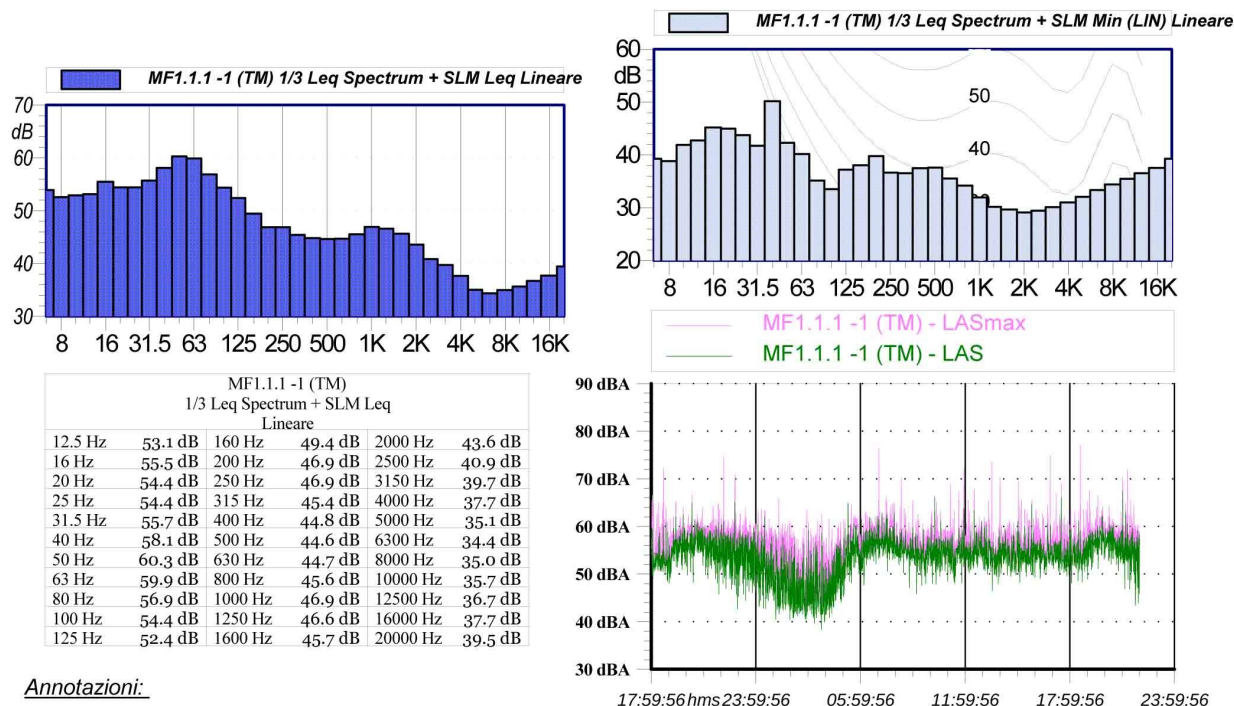 MF1.1.1 -1 (TM) 1/3 Leq Spectrum + SLM Leq Lineare
70
dB
60
50
40
30
8 16 31.5 63 125 250 500 1K 2K 4K 8K 16K
MF1.1.1 -1 (TM)
1/3 Leq Spectrum + SLM Leq
Lineare
12.5 Hz 53.1 dB 160 Hz 49.4 dB 2000 Hz 43.6 dB
16 Hz 55.5 dB 200 Hz 46.9 dB 2500 Hz 40.9 dB
20 Hz 54.4 dB 250 Hz 46.9 dB 3150 Hz 39.7 dB
25 Hz 54.4 dB 315 Hz 45.4 dB 4000 Hz 37.7 dB
31.5 Hz 55.7 dB 400 Hz 44.8 dB 5000 Hz 35.1 dB
40 Hz 58.1 dB 500 Hz 44.6 dB 6300 Hz 34.4 dB
50 Hz 60.3 dB 630 Hz 44.7 dB 8000 Hz 35.0 dB
63 Hz 59.9 dB 800 Hz 45.6 dB 10000 Hz 35.7 dB
80 Hz 56.9 dB 1000 Hz 46.9 dB 12500 Hz 36.7 dB
100 Hz 54.4 dB 1250 Hz 46.6 dB 16000 Hz 37.7 dB
125 Hz 52.4 dB 1600 Hz 45.7 dB 20000 Hz 39.5 dB
Annotazioni:
MF1.1.1 -1 (TM) 1/3 Leq Spectrum + SLM Min (LIN) Lineare
60
dB
50
50
40
40
30
20
8 16 31.5 63 125 250 500 1K 2K 4K 8K 16K
MF1.1.1 -1 (TM) - LASmax
MF1.1.1 -1 (TM) - LAS
90 dBA
80 dBA
70 dBA
60 dBA
50 dBA
40 dBA
30 dBA
17:59:56 hms 23:59:56 05:59:56 11:59:56 17:59:56 23:59:56